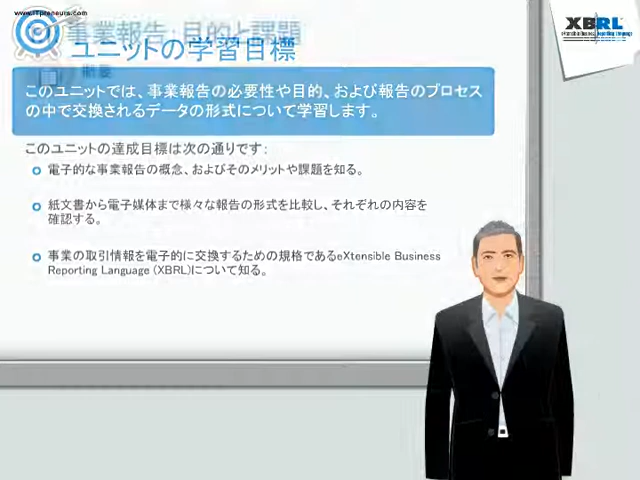 www.ITpreneurs.com
事業報告：目的と課題
ユニットの学習目標
概要
XBRL
eXtensible Business Reporting Language
このユニットでは、事業報告の必要性や目的、および報告のプロセス
の中で交換されるデータの形式について学習します。
このユニットの達成目標は次の通りです：
電子的な事業報告の概念、およびそのメリットや課題を知る。
紙文書から電子媒体まで様々な報告の形式を比較し、それぞれの内容を
確認する。
事業の取引情報を電子的に交換するための規格であるeXtensible Business
Reporting Language (XBRL)について知る。